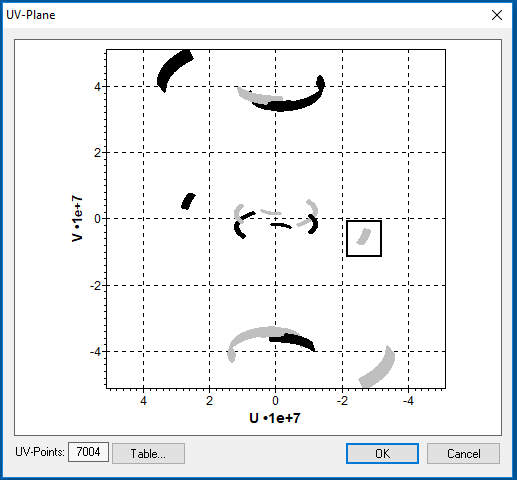 UV-Plane
V •1e+7
4
2
0
-2
-4
4 2 0 -2 -4
U •1e+7
UV-Points: 7004 Table... OK Cancel